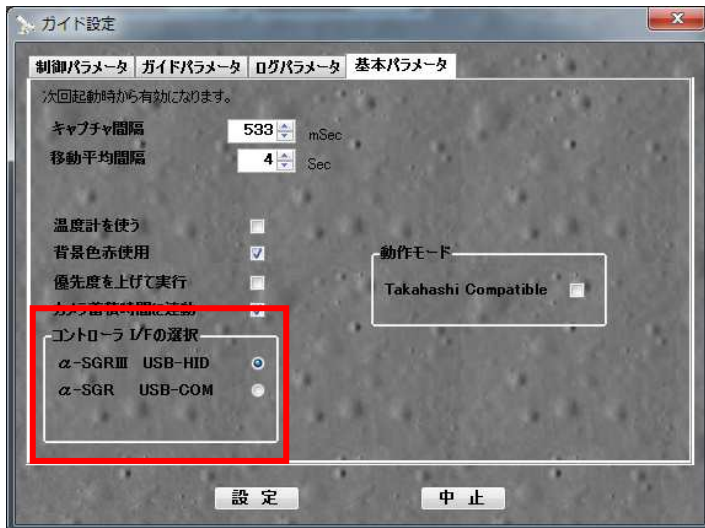 ガイド設定
制御パラメータ ガイドパラメータ ログパラメータ 基本パラメータ
次回起動時から有効になります。
キャプチャ間隔 533 mSec
移動平均間隔 4 Sec
温度計を使う
背景色赤使用
動作モード
優先度を上げて実行
Takahashi Compatible
カメラ蓄積時間に連動
コントローラ I/Fの選択
α-SGRⅢ USB-HID
α-SGR USB-COM
設 定 中 止